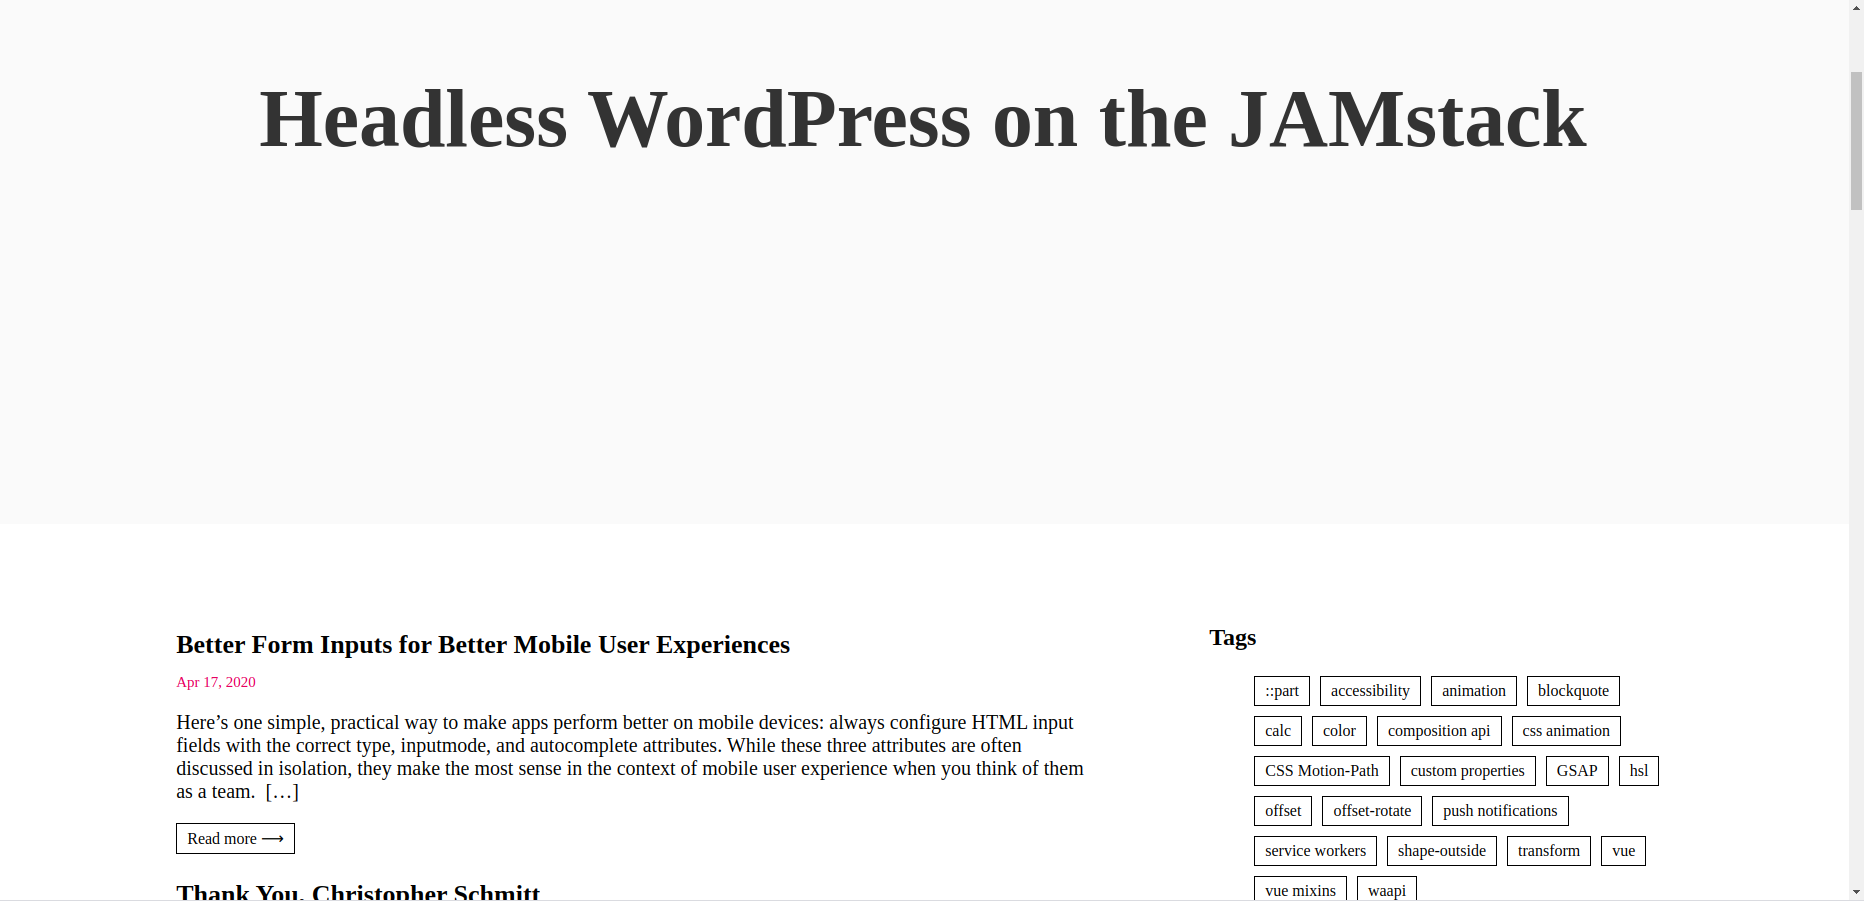 Headless WordPress on the JAMstack
Better Form Inputs for Better Mobile User Experiences
Apr 17, 2020
Here’s one simple, practical way to make apps perform better on mobile devices: always configure HTML input
fields with the correct type, inputmode, and autocomplete attributes. While these three attributes are often
discussed in isolation, they make the most sense in the context of mobile user experience when you think of them
as a team.  […]
Read more ⟶
Thank You, Christopher Schmitt
Tags
::part accessibility animation blockquote
calc color composition api css animation
CSS Motion-Path custom properties GSAP hsl
offset offset-rotate push notifications
service workers shape-outside transform vue
vue mixins waapi